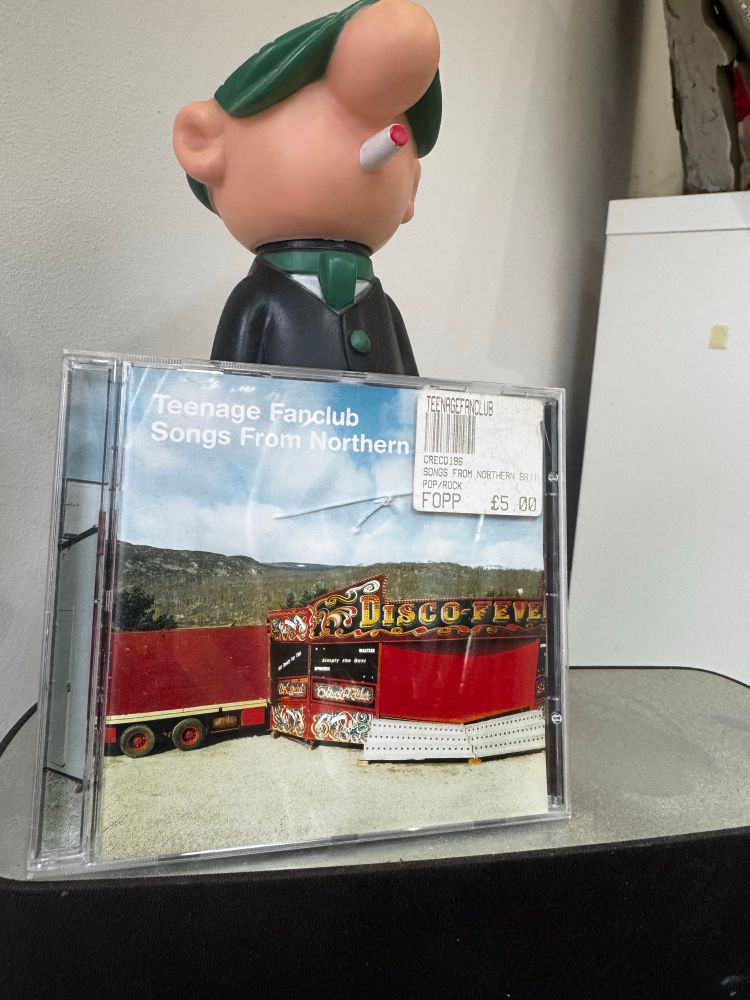 Teenage Fanclub
Songs From Northern
TEENAGEFANCLUB
CRECD196
SONGS FROM NORTHERN BRI
POP/ROCK
FOPP £5.00
DISCO-FEVE
Simply the Best